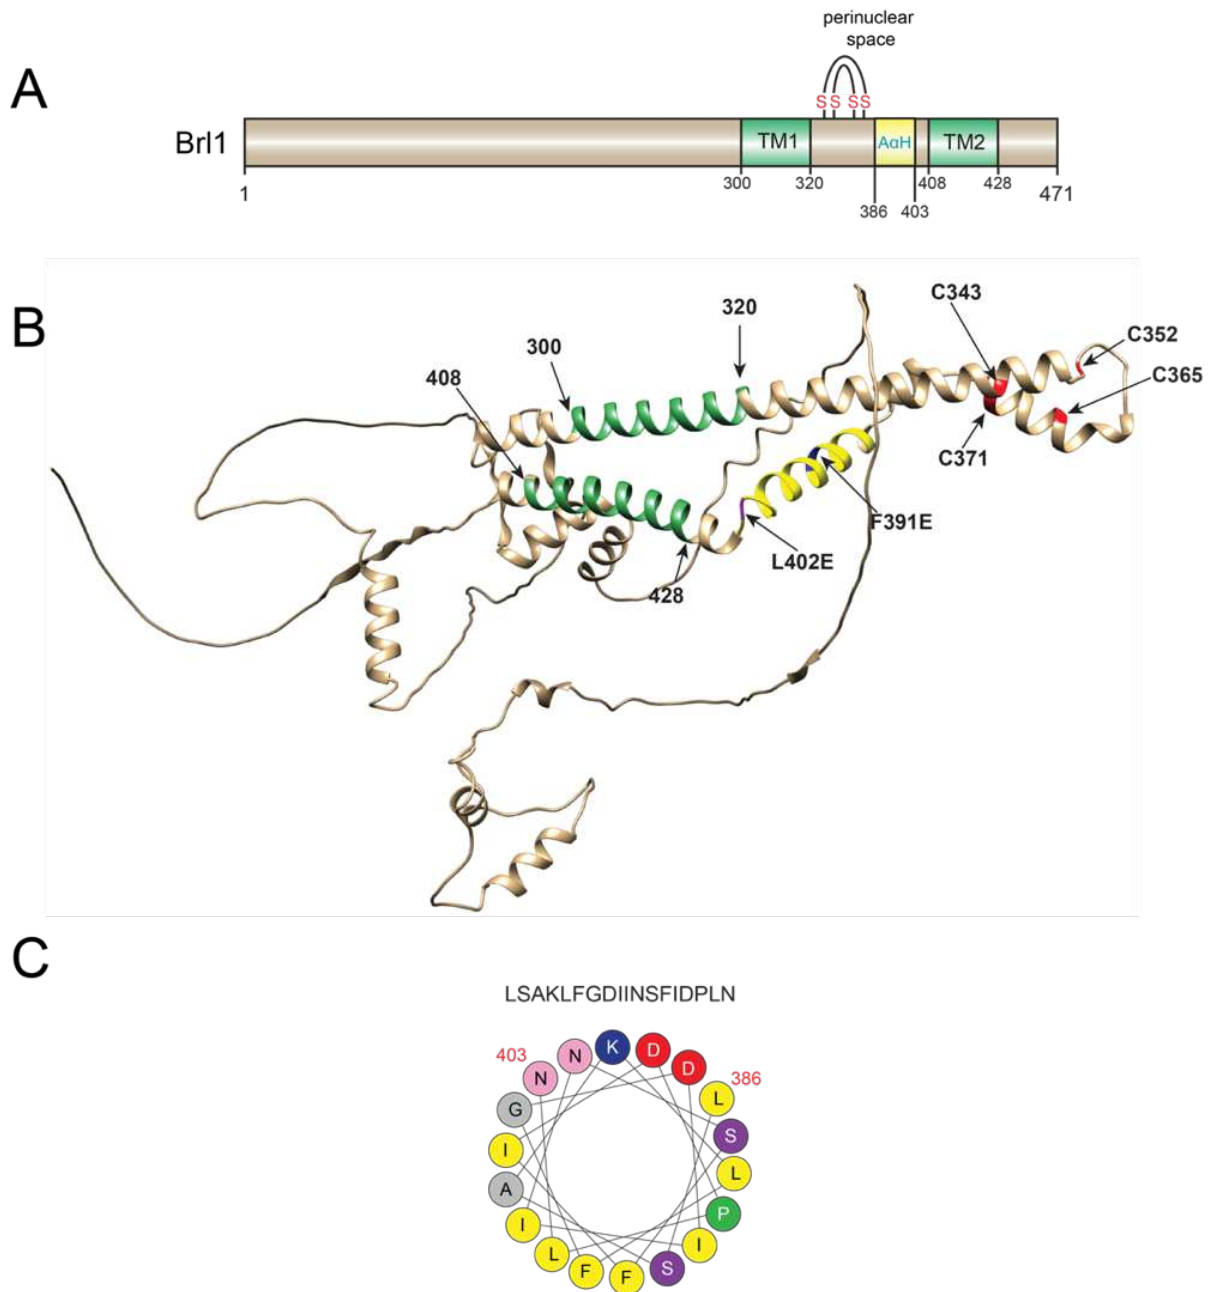 A
perinuclear
space
S S S S
Brl1
TM1
AαH
TM2
1
300
320
386
403
408
428
471
B
C343
320
C352
300
C365
408
C371
F391E
L402E
428
C
LSAKLFGDIINSFIDPLN
403
N
N
K
D
D
L
386
G
S
I
L
A
P
I
I
L
S
F
F